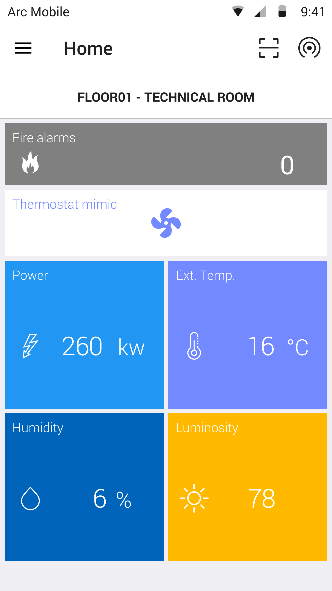 Arc Mobile 9:41
Home
FLOOR01 - TECHNICAL ROOM
Fire alarms
0
Thermostat mimic
Power
260 kw
Ext. Temp.
16 °C
Humidity
6 %
Luminosity
78